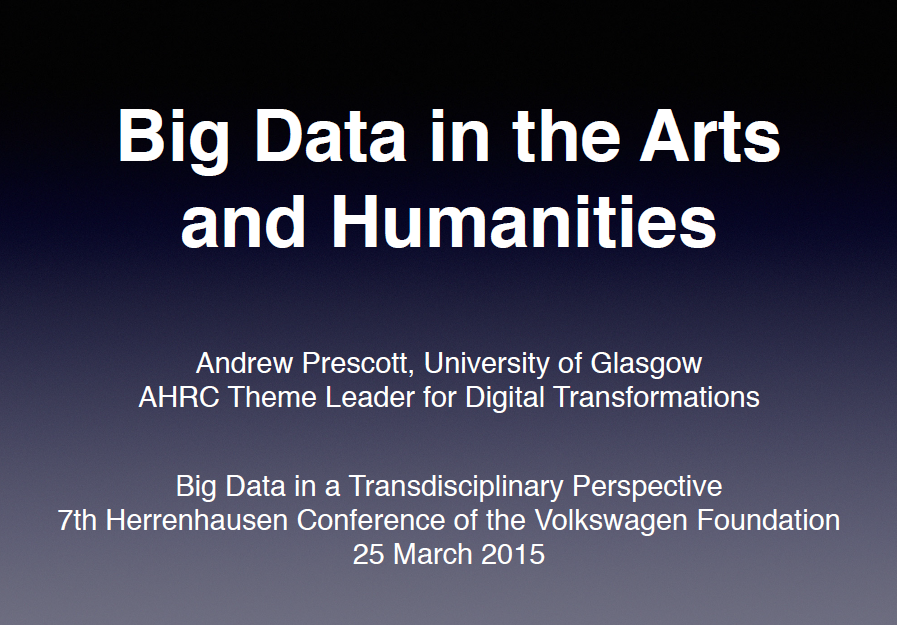 Big Data in the Arts
and Humanities
Andrew Prescott, University of Glasgow
AHRC Theme Leader for Digital Transformations
Big Data in a Transdisciplinary Perspective
7th Herrenhausen Conference of the Volkswagen Foundation
25 March 2015